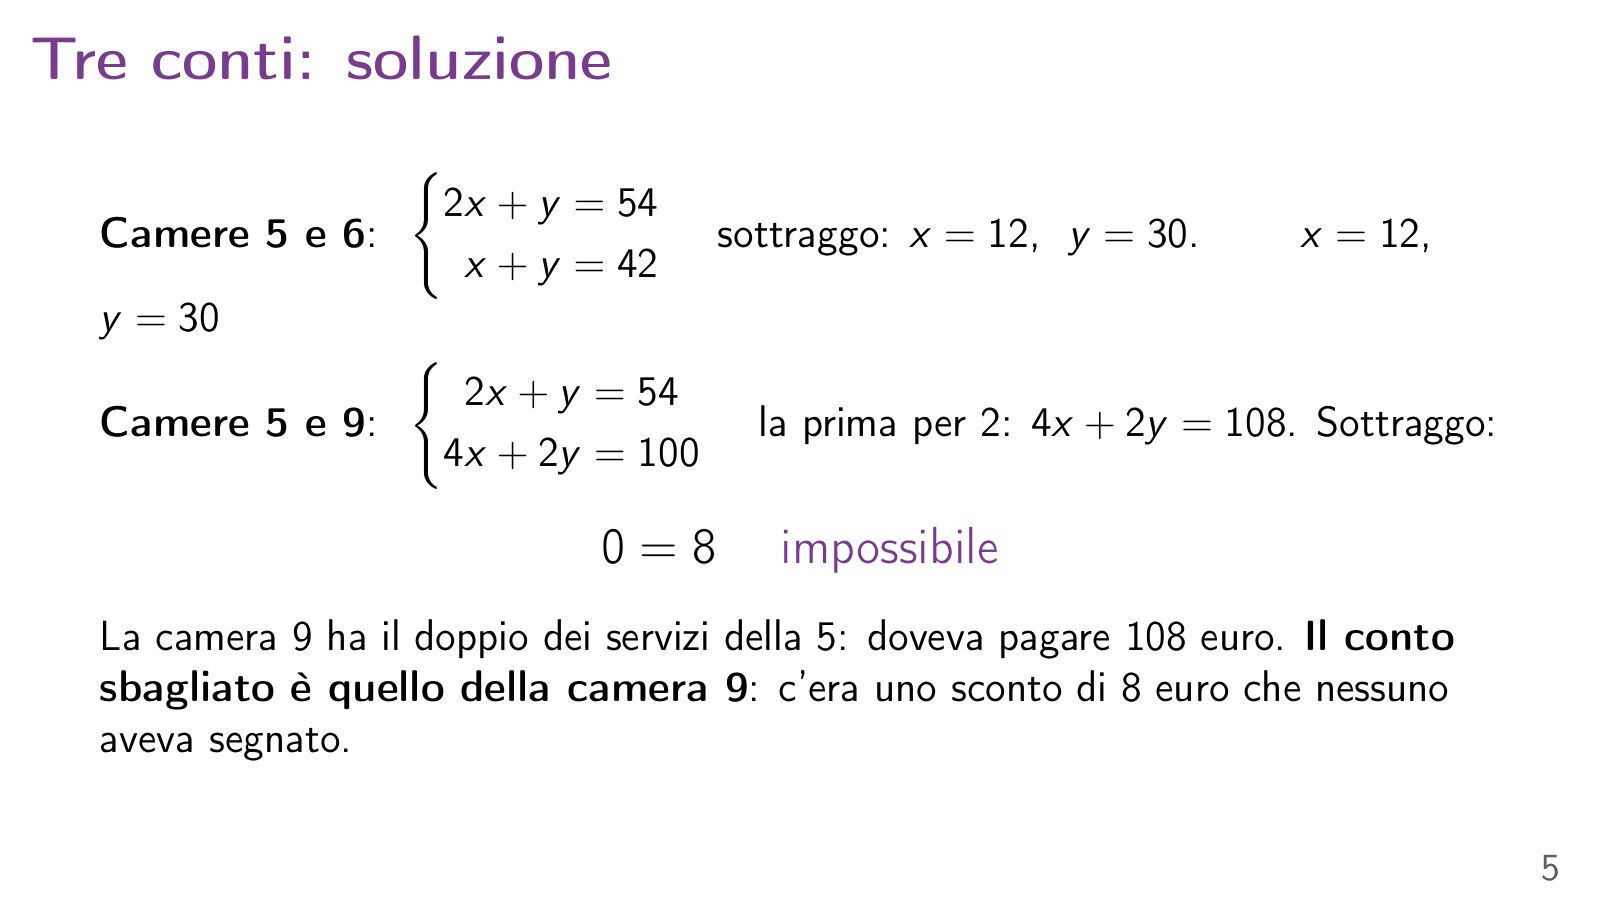 Tre conti: soluzione
Camere 5 e 6: { 2x + y = 54
x + y = 42 sottraggo: x = 12, y = 30. x = 12,
y = 30
Camere 5 e 9: { 2x + y = 54
4x + 2y = 100 la prima per 2: 4x + 2y = 108. Sottraggo:
0 = 8 impossibile
La camera 9 ha il doppio dei servizi della 5: doveva pagare 108 euro. Il conto
sbagliato è quello della camera 9: c'era uno sconto di 8 euro che nessuno
aveva segnato.
5